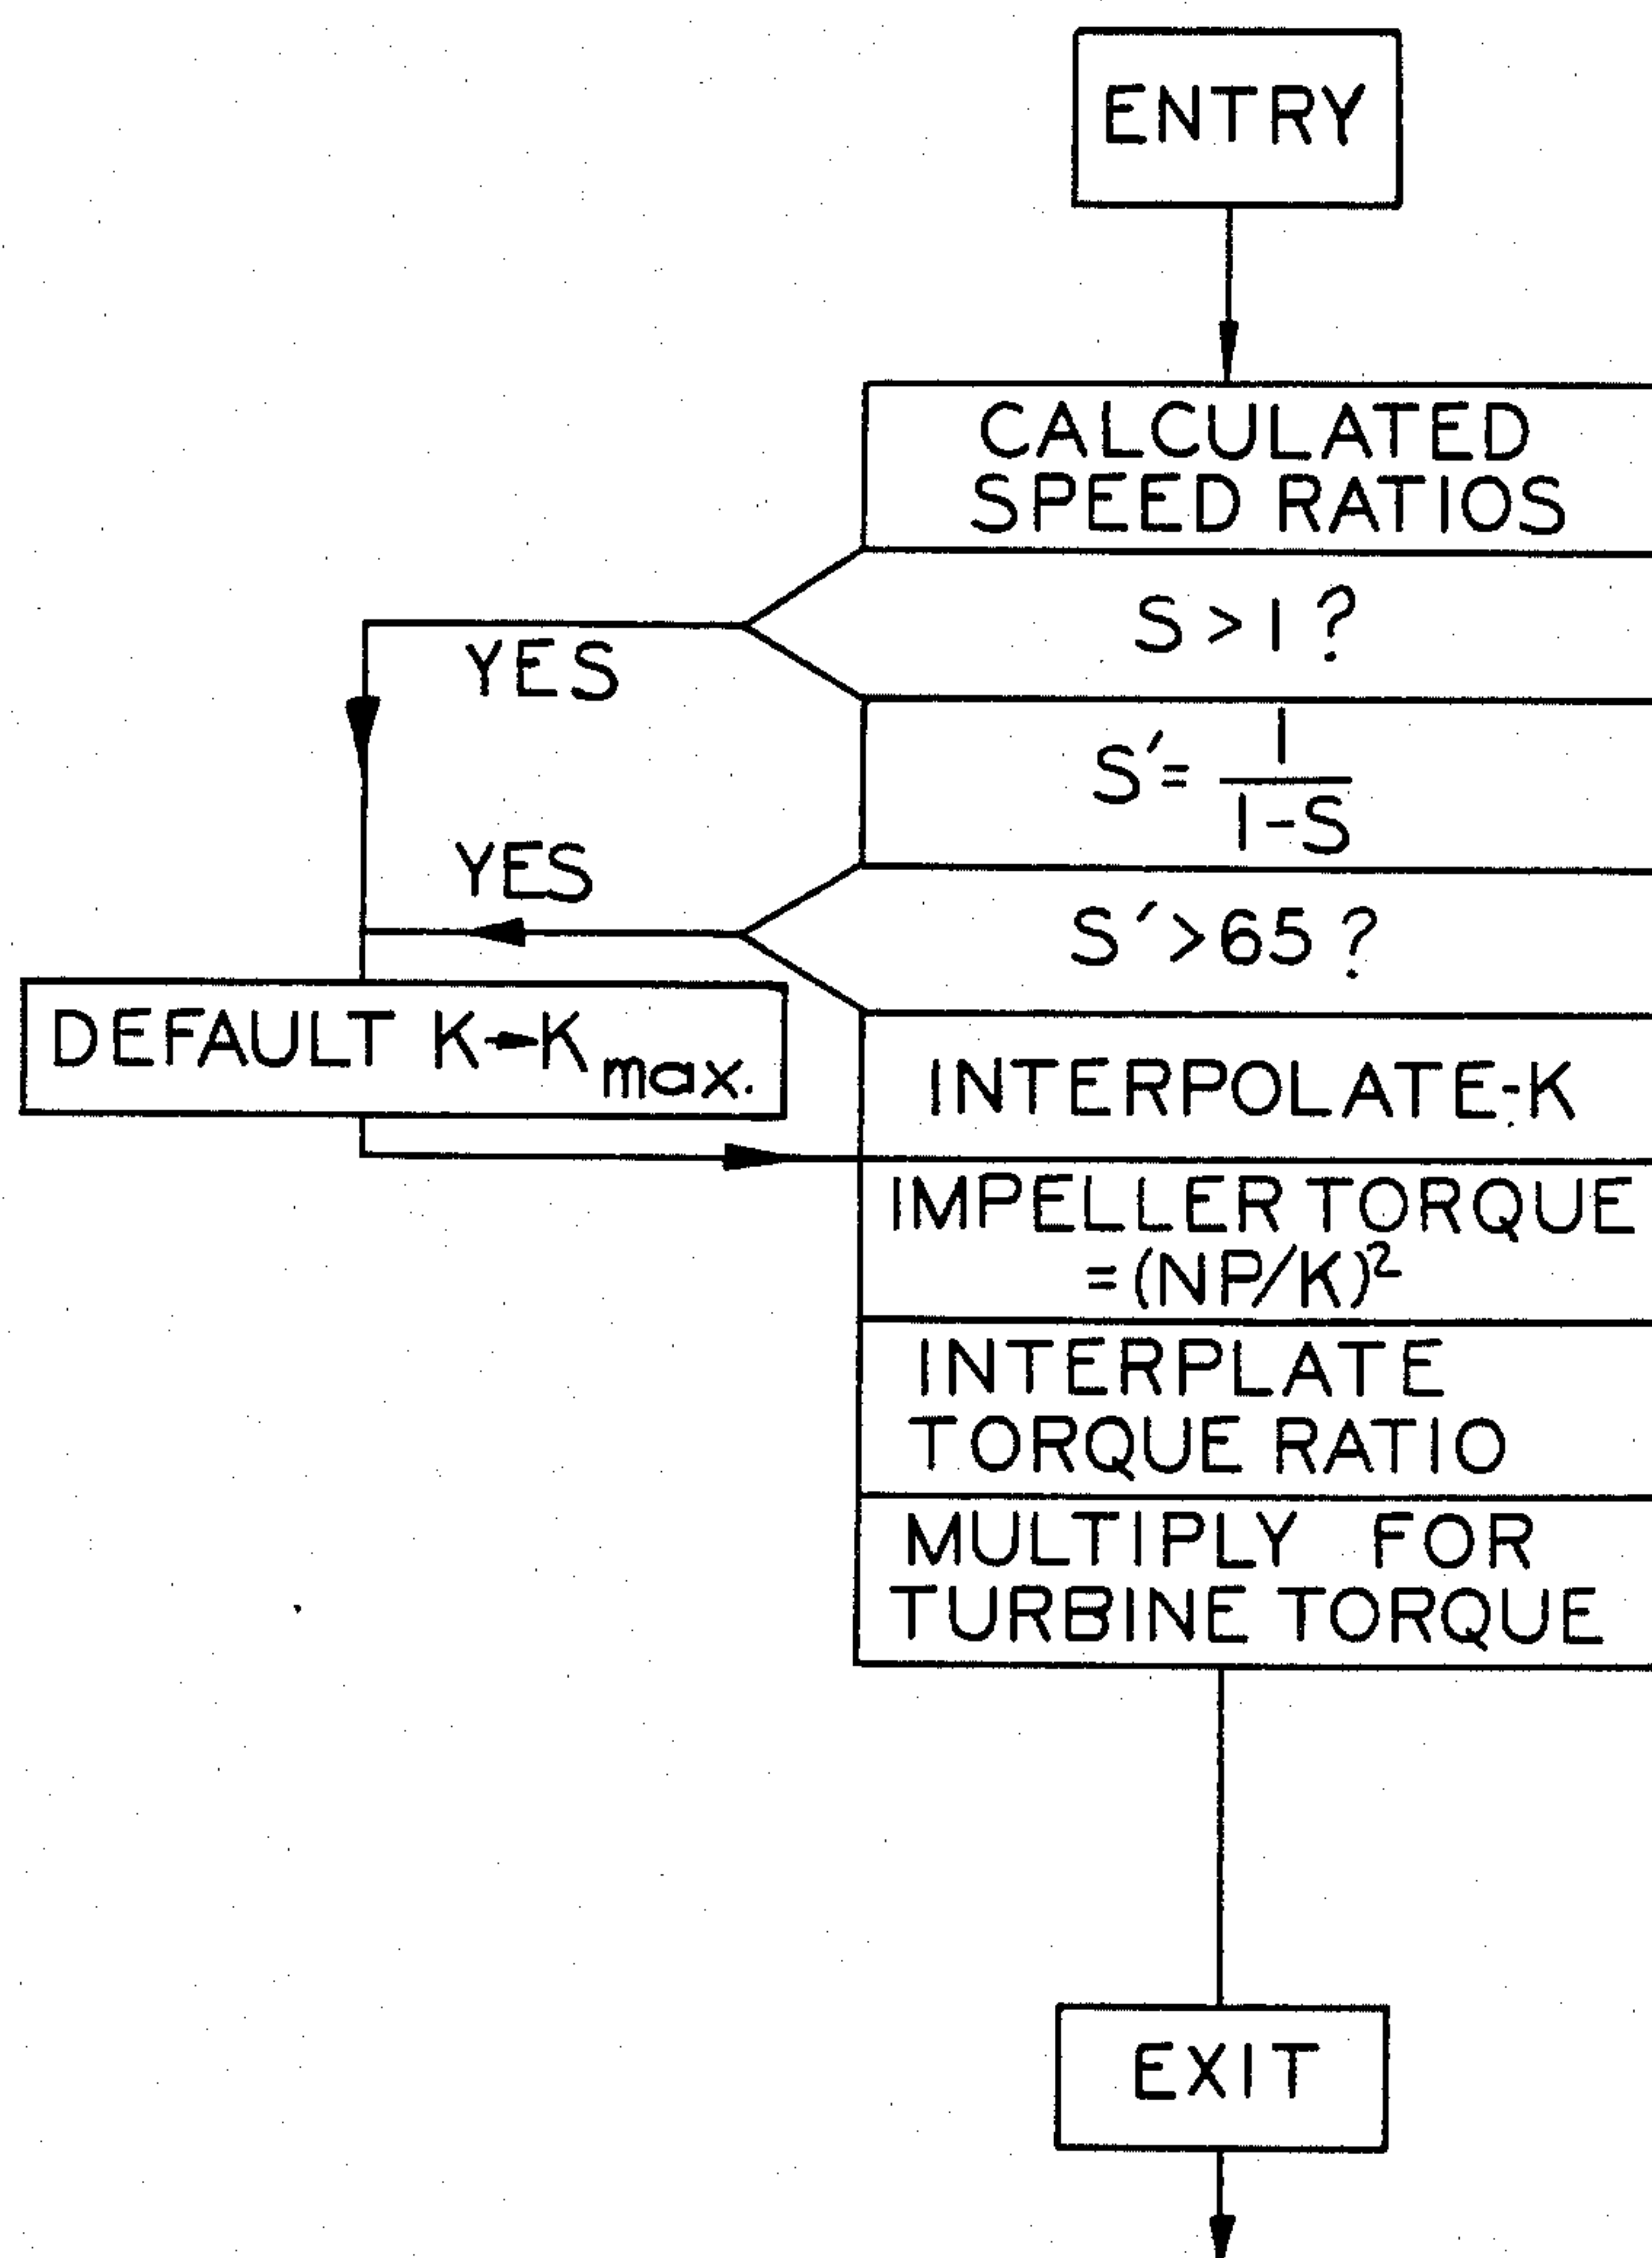 ENTRY
CALCULATED
SPEED RATIOS
S > 1 ?
YES
S' = 1
1-S
YES
S' > 65 ?
DEFAULT K→K max.
INTERPOLATE-K
IMPELLER TORQUE
=(NP/K)²
INTERPLATE
TORQUE RATIO
MULTIPLY FOR
TURBINE TORQUE
EXIT